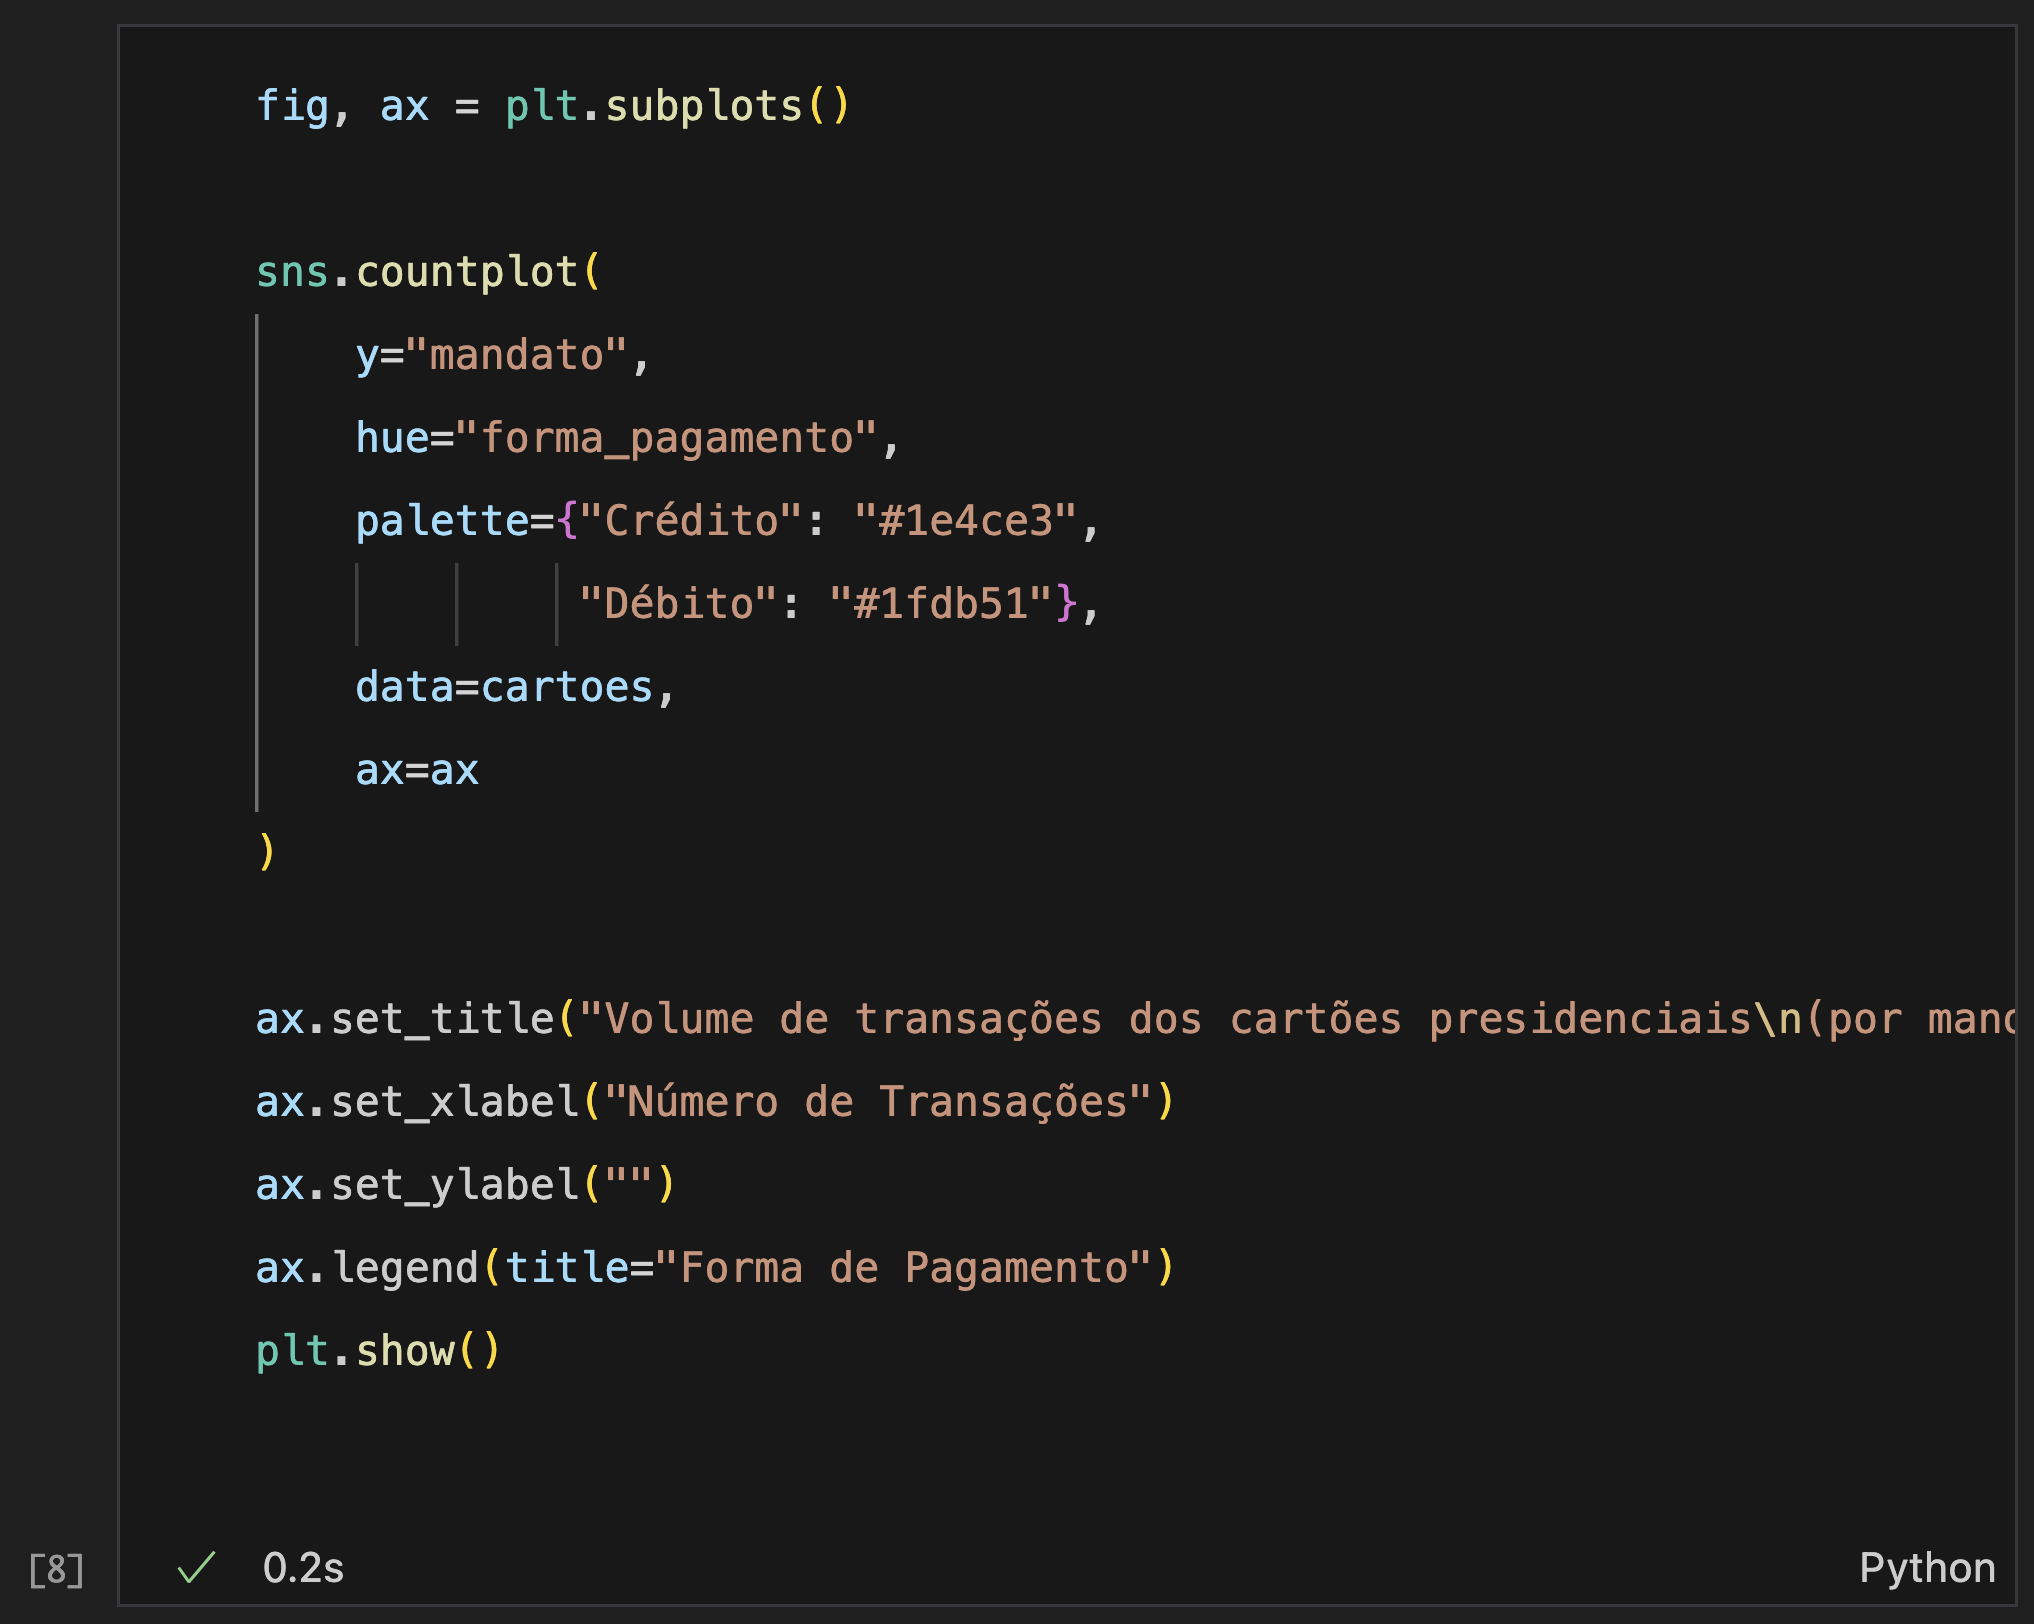 fig, ax = plt.subplots()
sns.countplot(
    y="mandato",
    hue="forma_pagamento",
    palette={"Crédito": "#1e4ce3",
             "Débito": "#1fdb51"},
    data=cartoes,
    ax=ax
)
ax.set_title("Volume de transações dos cartões presidenciais\n(por
ax.set_xlabel("Número de Transações")
ax.set_ylabel("")
ax.legend(title="Forma de Pagamento")
plt.show()
[8] ✓ 0.2s Python